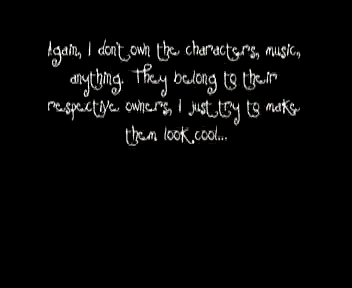 Again, I dont own the characters, music,
anything. They belong to their
respective owners, I just try to make
them look cool...